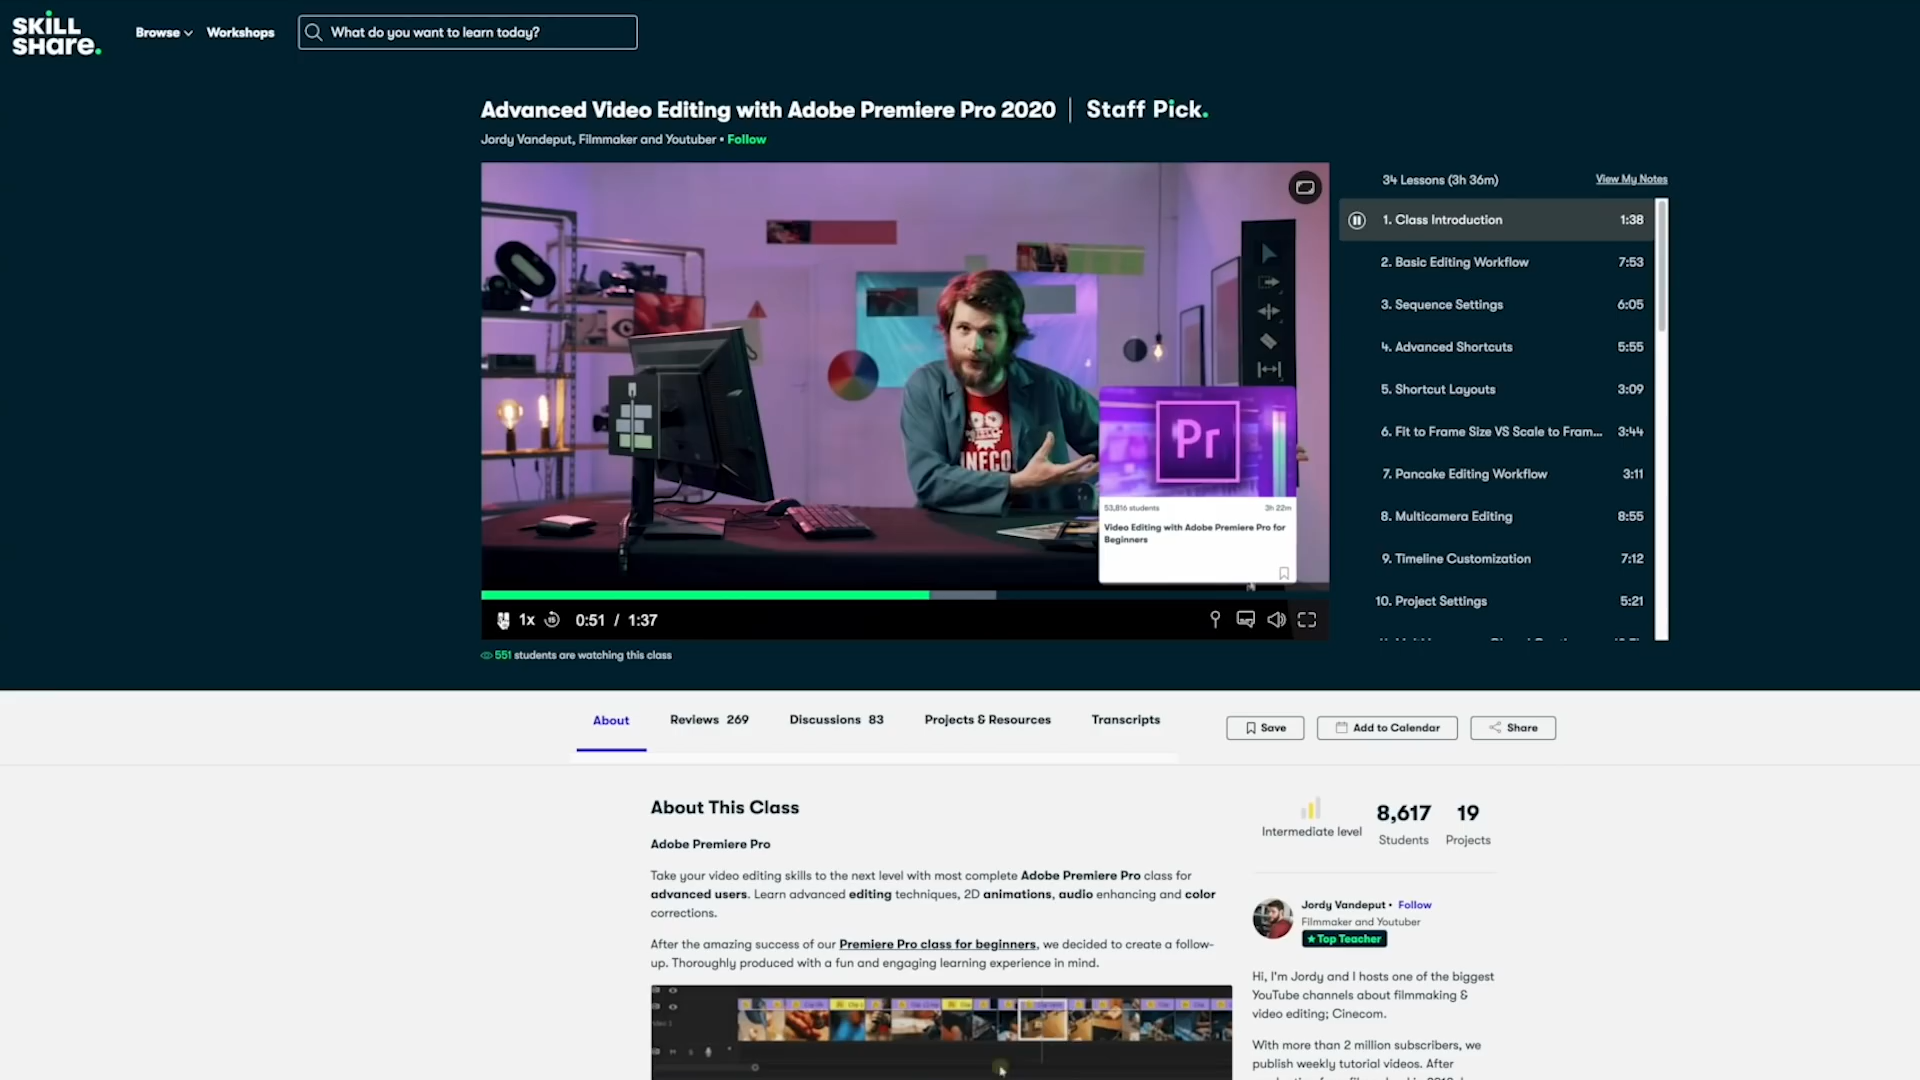 SKILL
SHare.
Browse
Workshops
What do you want to learn today?
Advanced Video Editing with Adobe Premiere Pro 2020
Staff Pick.
Jordy Vandeput, Filmmaker and Youtuber • Follow
INECO
Pr
53,816 students
3h 22m
Video Editing with Adobe Premiere Pro for
Beginners
1x
15
0:51 / 1:37
551 students are watching this class
34 Lessons (3h 36m)
View My Notes
1. Class Introduction 1:38
2. Basic Editing Workflow 7:53
3. Sequence Settings 6:05
4. Advanced Shortcuts 5:55
5. Shortcut Layouts 3:09
6. Fit to Frame Size VS Scale to Fram... 3:44
7. Pancake Editing Workflow 3:11
8. Multicamera Editing 8:55
9. Timeline Customization 7:12
10. Project Settings 5:21
About
Reviews 269
Discussions 83
Projects & Resources
Transcripts
Save
Add to Calendar
Share
About This Class
Adobe Premiere Pro
Take your video editing skills to the next level with most complete Adobe Premiere Pro class for
advanced users. Learn advanced editing techniques, 2D animations, audio enhancing and color
corrections.
After the amazing success of our Premiere Pro class for beginners, we decided to create a follow-
up. Thoroughly produced with a fun and engaging learning experience in mind.
Intermediate level
8,617
Students
19
Projects
Jordy Vandeput • Follow
Filmmaker and Youtuber
★ Top Teacher
Hi, I'm Jordy and I hosts one of the biggest
YouTube channels about filmmaking &
video editing; Cinecom.
With more than 2 million subscribers, we
publish weekly tutorial videos. After